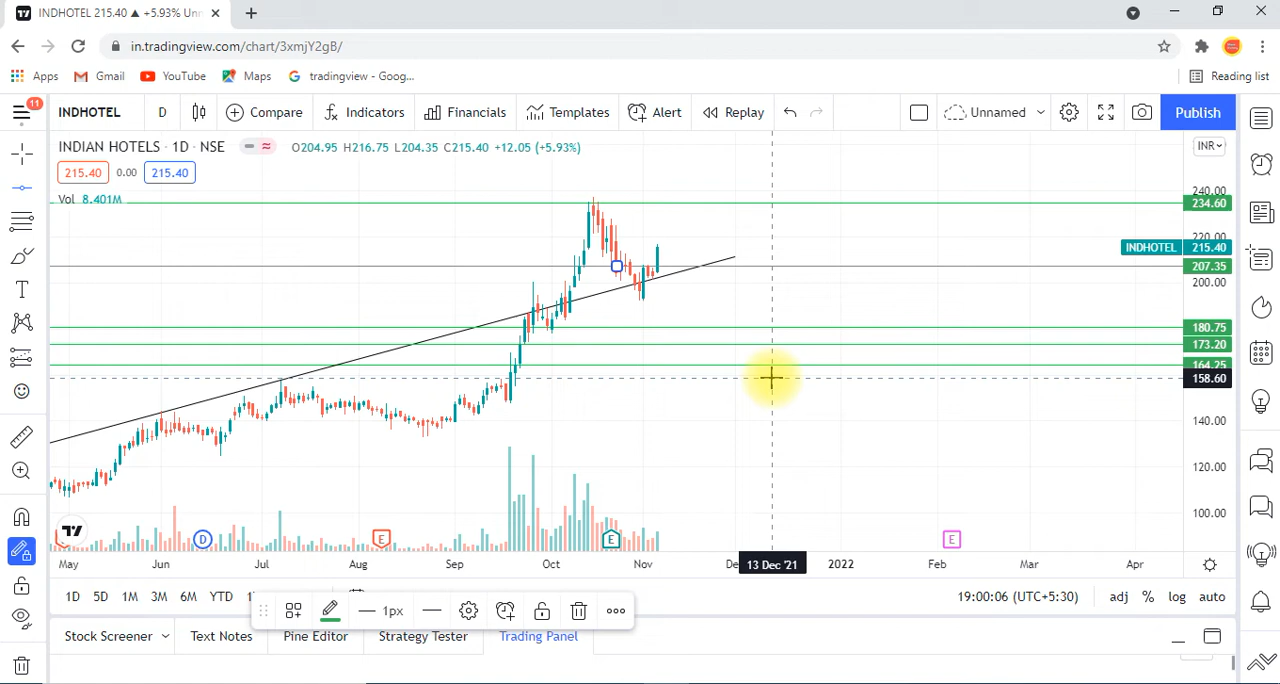 INDHOTEL 215.40 ▲ +5.93% Unn
in.tradingview.com/chart/3xmjY2gB/
Apps Gmail YouTube Maps tradingview - Goog... Reading list
11
INDHOTEL D Compare Indicators Financials Templates Alert Replay Unnamed Publish
INDIAN HOTELS · 1D · NSE O204.95 H216.75 L204.35 C215.40 +12.05 (+5.93%) INR
215.40 0.00 215.40
Vol 8.401M
240.00
234.60
220.00
INDHOTEL 215.40
207.35
200.00
180.75
173.20
164.25
158.60
140.00
120.00
100.00
D E E E
May Jun Jul Aug Sep Oct Nov De 13 Dec '21 2022 Feb Mar Apr
1D 5D 1M 3M 6M YTD 19:00:06 (UTC+5:30) adj % log auto
1px
Stock Screener Text Notes Pine Editor Strategy Tester Trading Panel